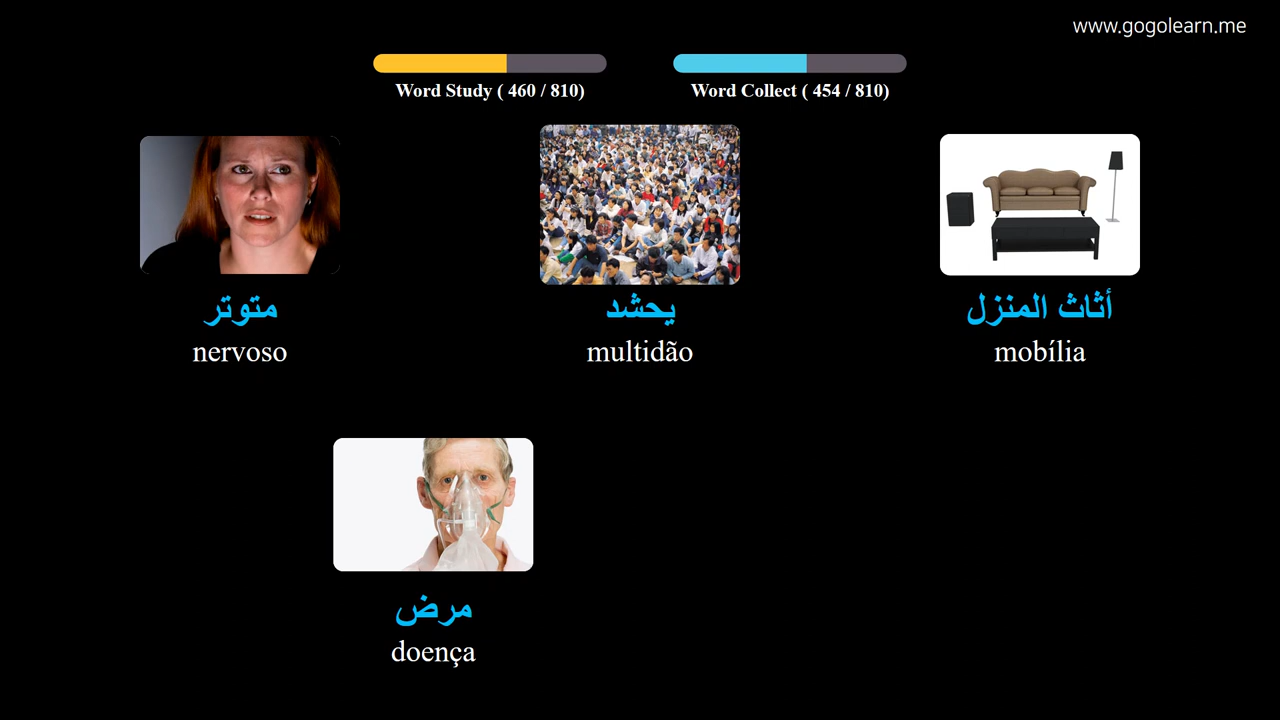 www.gogolearn.me
Word Study ( 460 / 810)
Word Collect ( 454 / 810)
متوتر
nervoso
يحشد
multidão
أثاث المنزل
mobília
مرض
doença